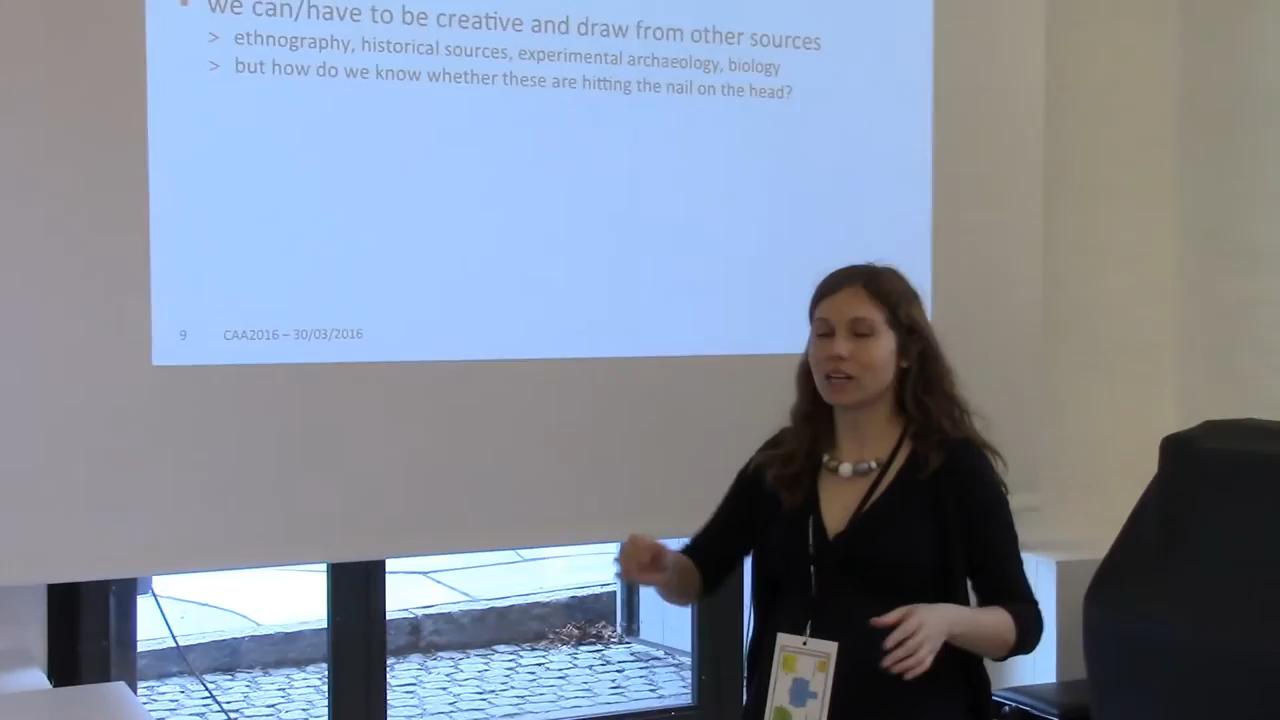 we can/have to be creative and draw from other sources
> ethnography, historical sources, experimental archaeology, biology
> but how do we know whether these are hitting the nail on the head?
9 CAA2016 – 30/03/2016